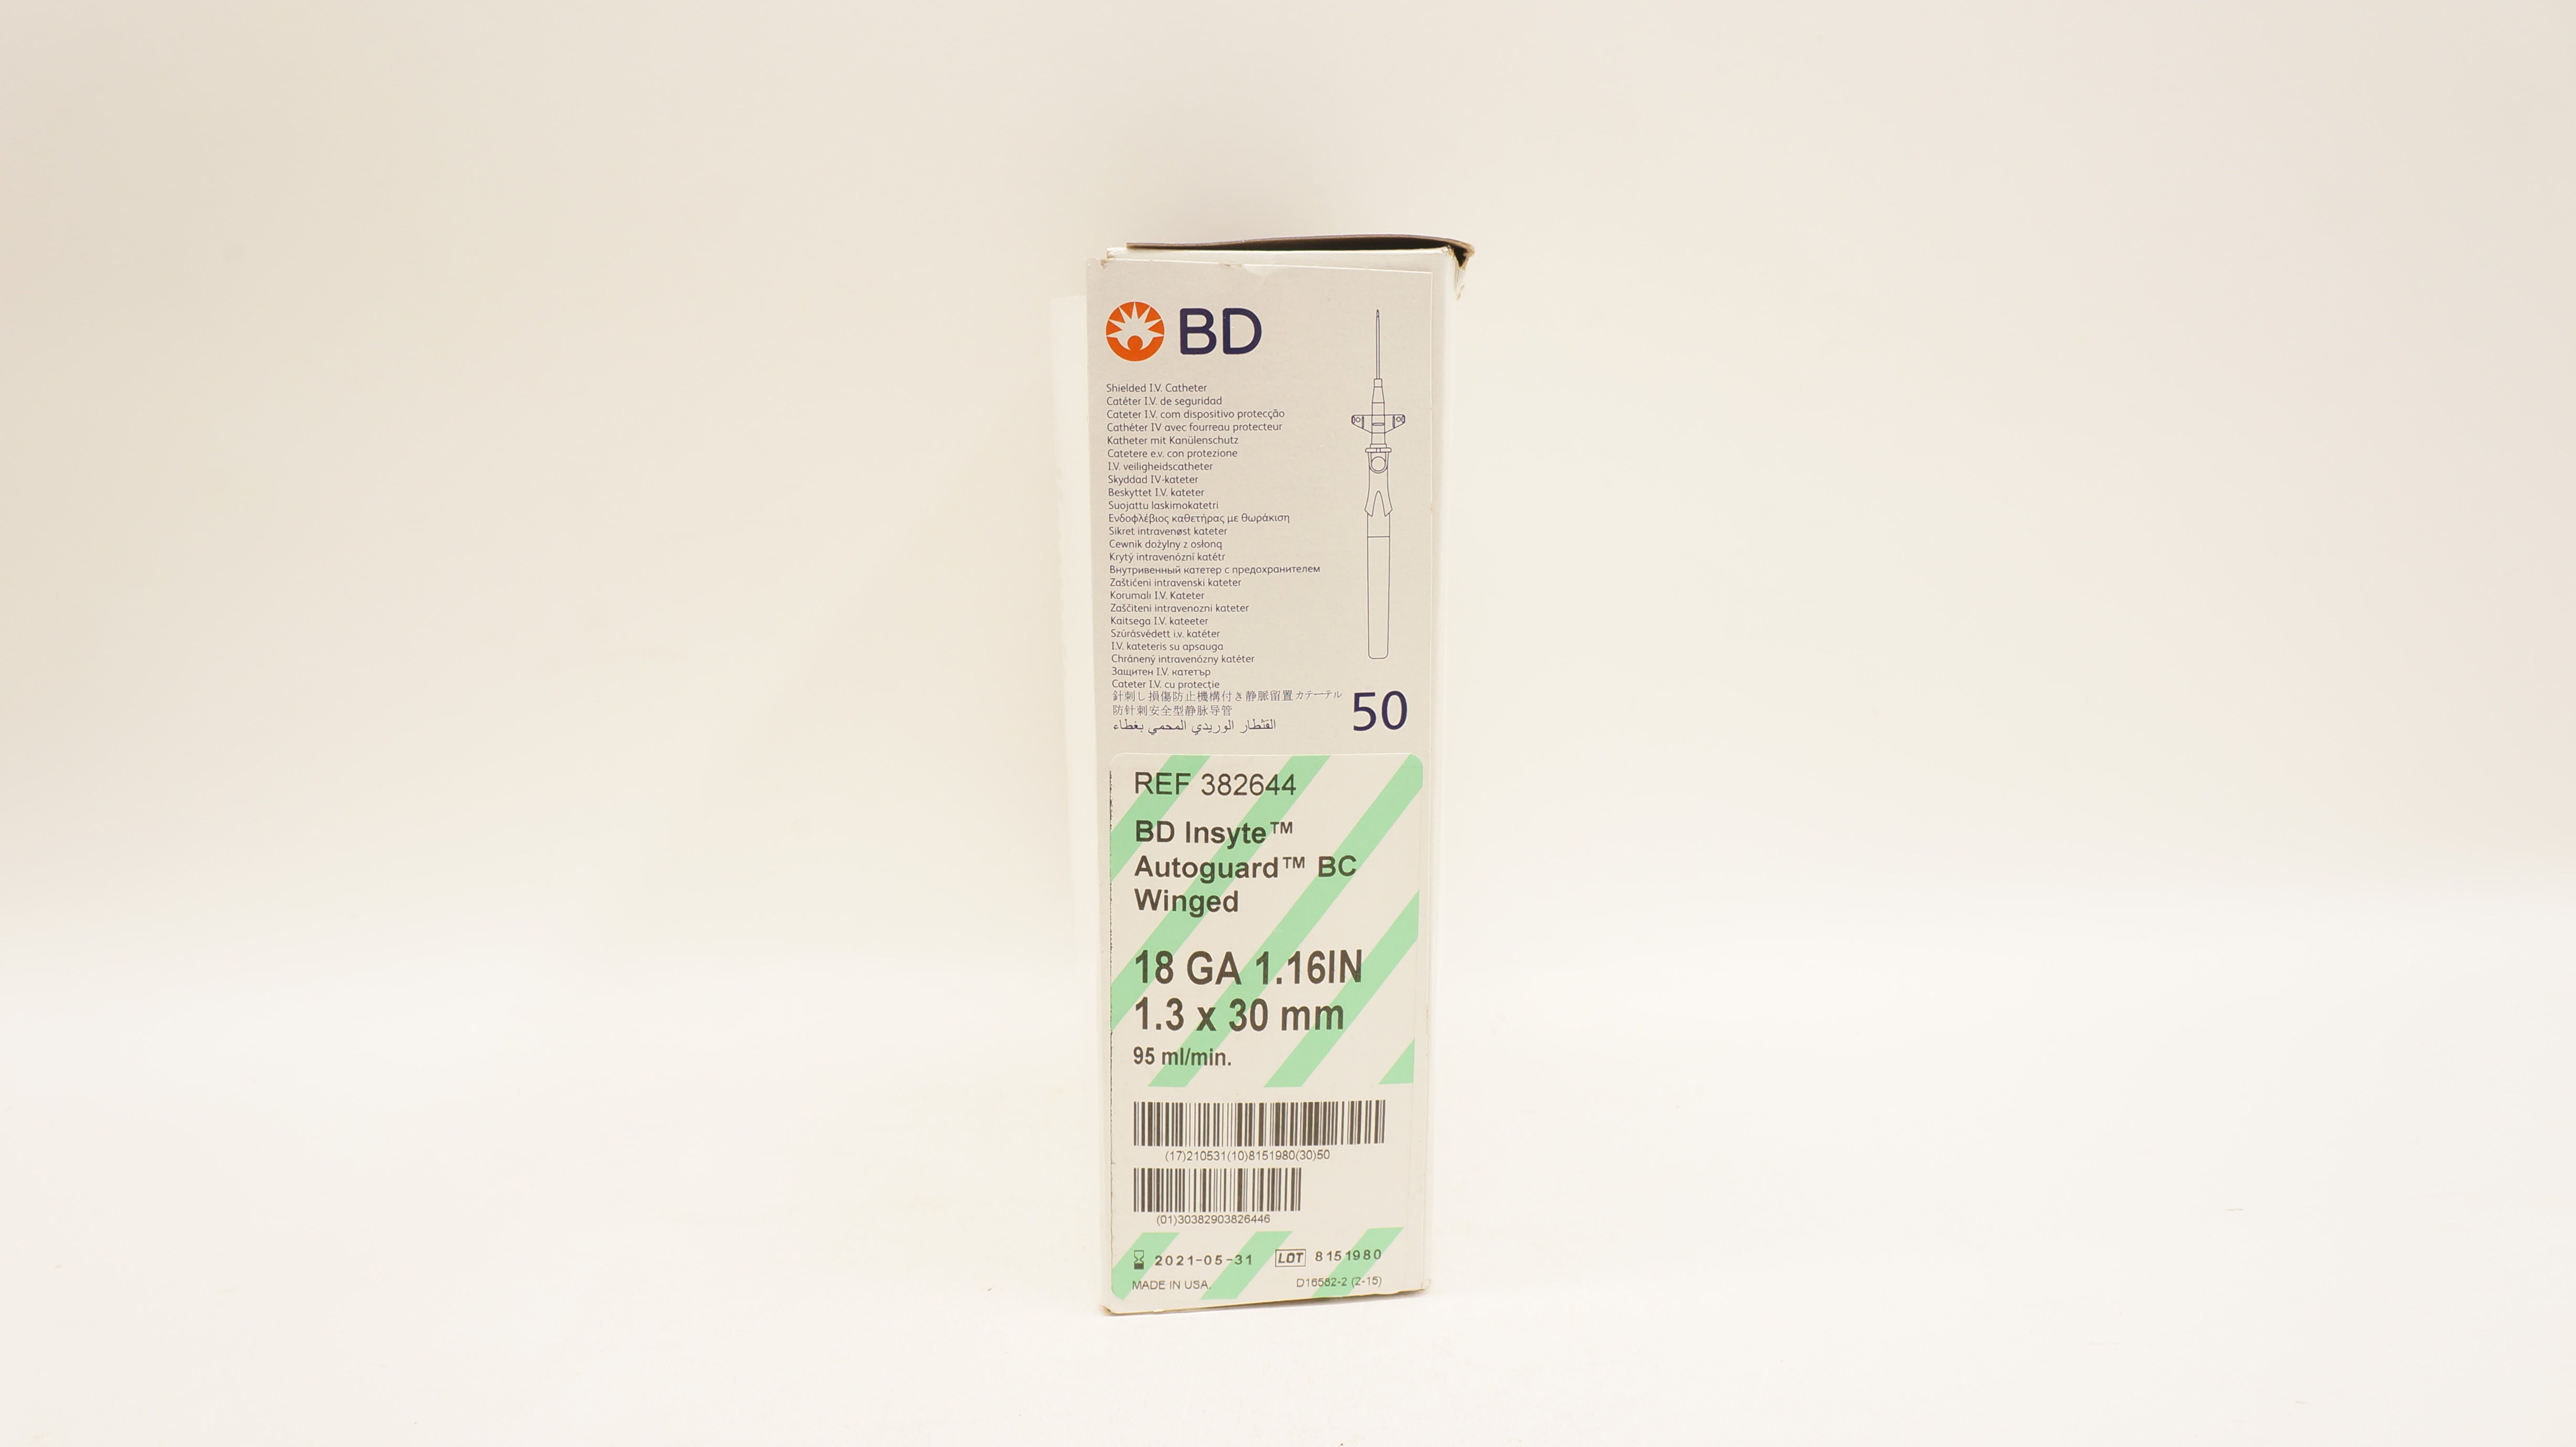 BD
Shielded I.V. Catheter
Catéter I.V. de seguridad
Cateter I.V. com dispositivo protecção
Cathéter IV avec fourreau protecteur
Katheter mit Kanülenschutz
Catetere e.v. con protezione
I.V. veiligheidscatheter
Skyddad IV-kateter
Beskyttet I.V. kateter
Suojattu laskimokatetri
Ενδοφλέβιος καθετήρας με θωράκιση
Sikret intravenøst kateter
Cewnik dożylny z osłoną
Krytý intravenózní katétr
Внутривенный катетер с предохранителем
Zaštićeni intravenski kateter
Korumalı I.V. Kateter
Zaščiteni intravenozni kateter
Kaitsega I.V. kateeter
Szúrásvédett i.v. katéter
I.V. kateteris su apsauga
Chránený intravenózny katéter
Защитен I.V. катетър
Cateter I.V. cu protecţie
針刺し損傷防止機構付き静脈留置カテーテル
防针刺安全型静脉导管
القثطار الوريدي المحمي بغطاء
50
REF 382644
BD Insyte™
Autoguard™ BC
Winged
18 GA 1.16IN
1.3 x 30 mm
95 ml/min.
(17)210531(10)8151980(30)50
(01)30382903826446
2021-05-31 LOT 8151980
MADE IN USA. D16582-2 (2-15)